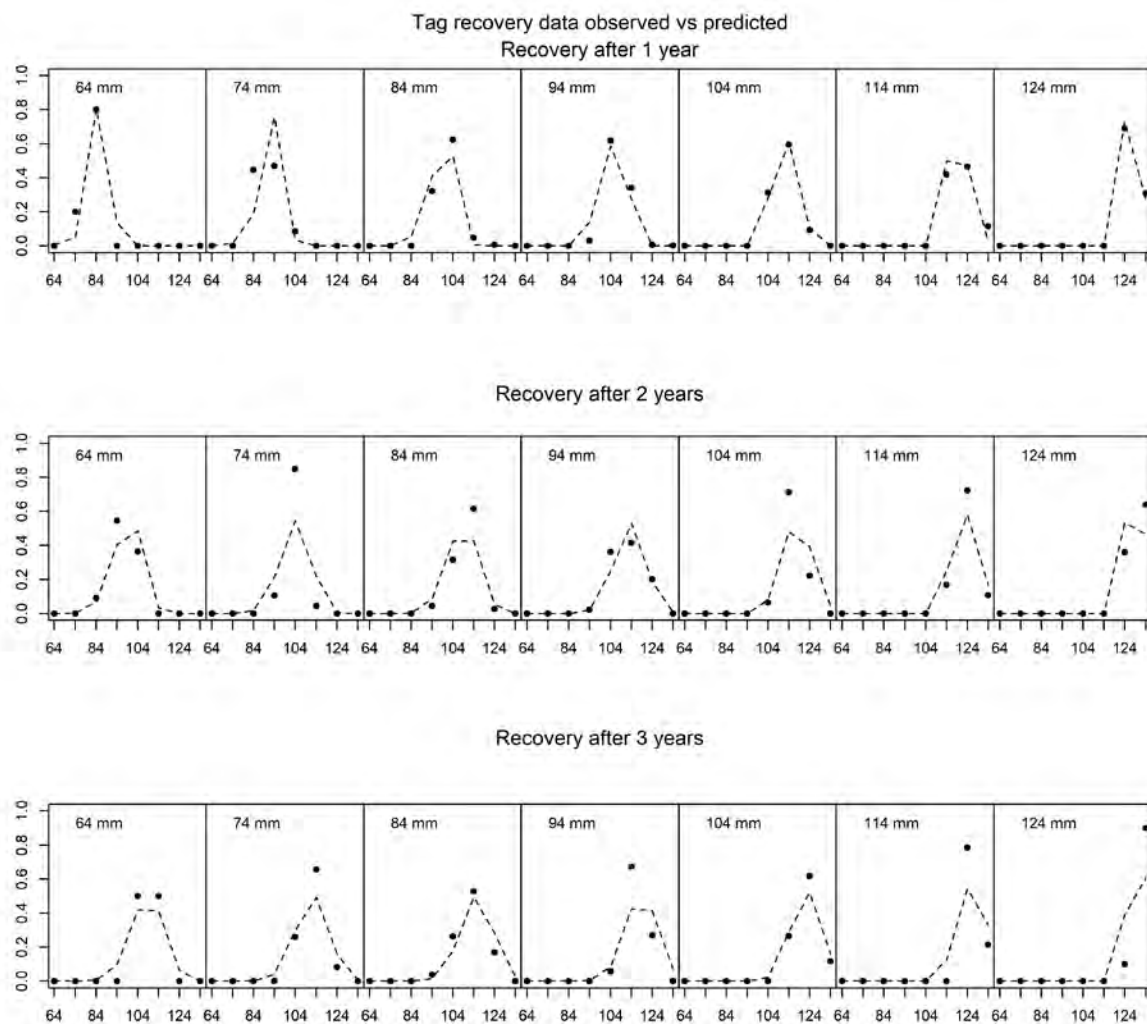 Tag recovery data observed vs predicted
Recovery after 1 year
0.0 0.2 0.4 0.6 0.8 1.0
64 mm 74 mm 84 mm 94 mm 104 mm 114 mm 124 mm
64 84 104 124 64 84 104 124 64 84 104 124 64 84 104 124 64 84 104 124 64 84 104 124 64 84 104 124
Recovery after 2 years
0.0 0.2 0.4 0.6 0.8 1.0
64 mm 74 mm 84 mm 94 mm 104 mm 114 mm 124 mm
64 84 104 124 64 84 104 124 64 84 104 124 64 84 104 124 64 84 104 124 64 84 104 124 64 84 104 124
Recovery after 3 years
0.0 0.2 0.4 0.6 0.8 1.0
64 mm 74 mm 84 mm 94 mm 104 mm 114 mm 124 mm
64 84 104 124 64 84 104 124 64 84 104 124 64 84 104 124 64 84 104 124 64 84 104 124 64 84 104 124